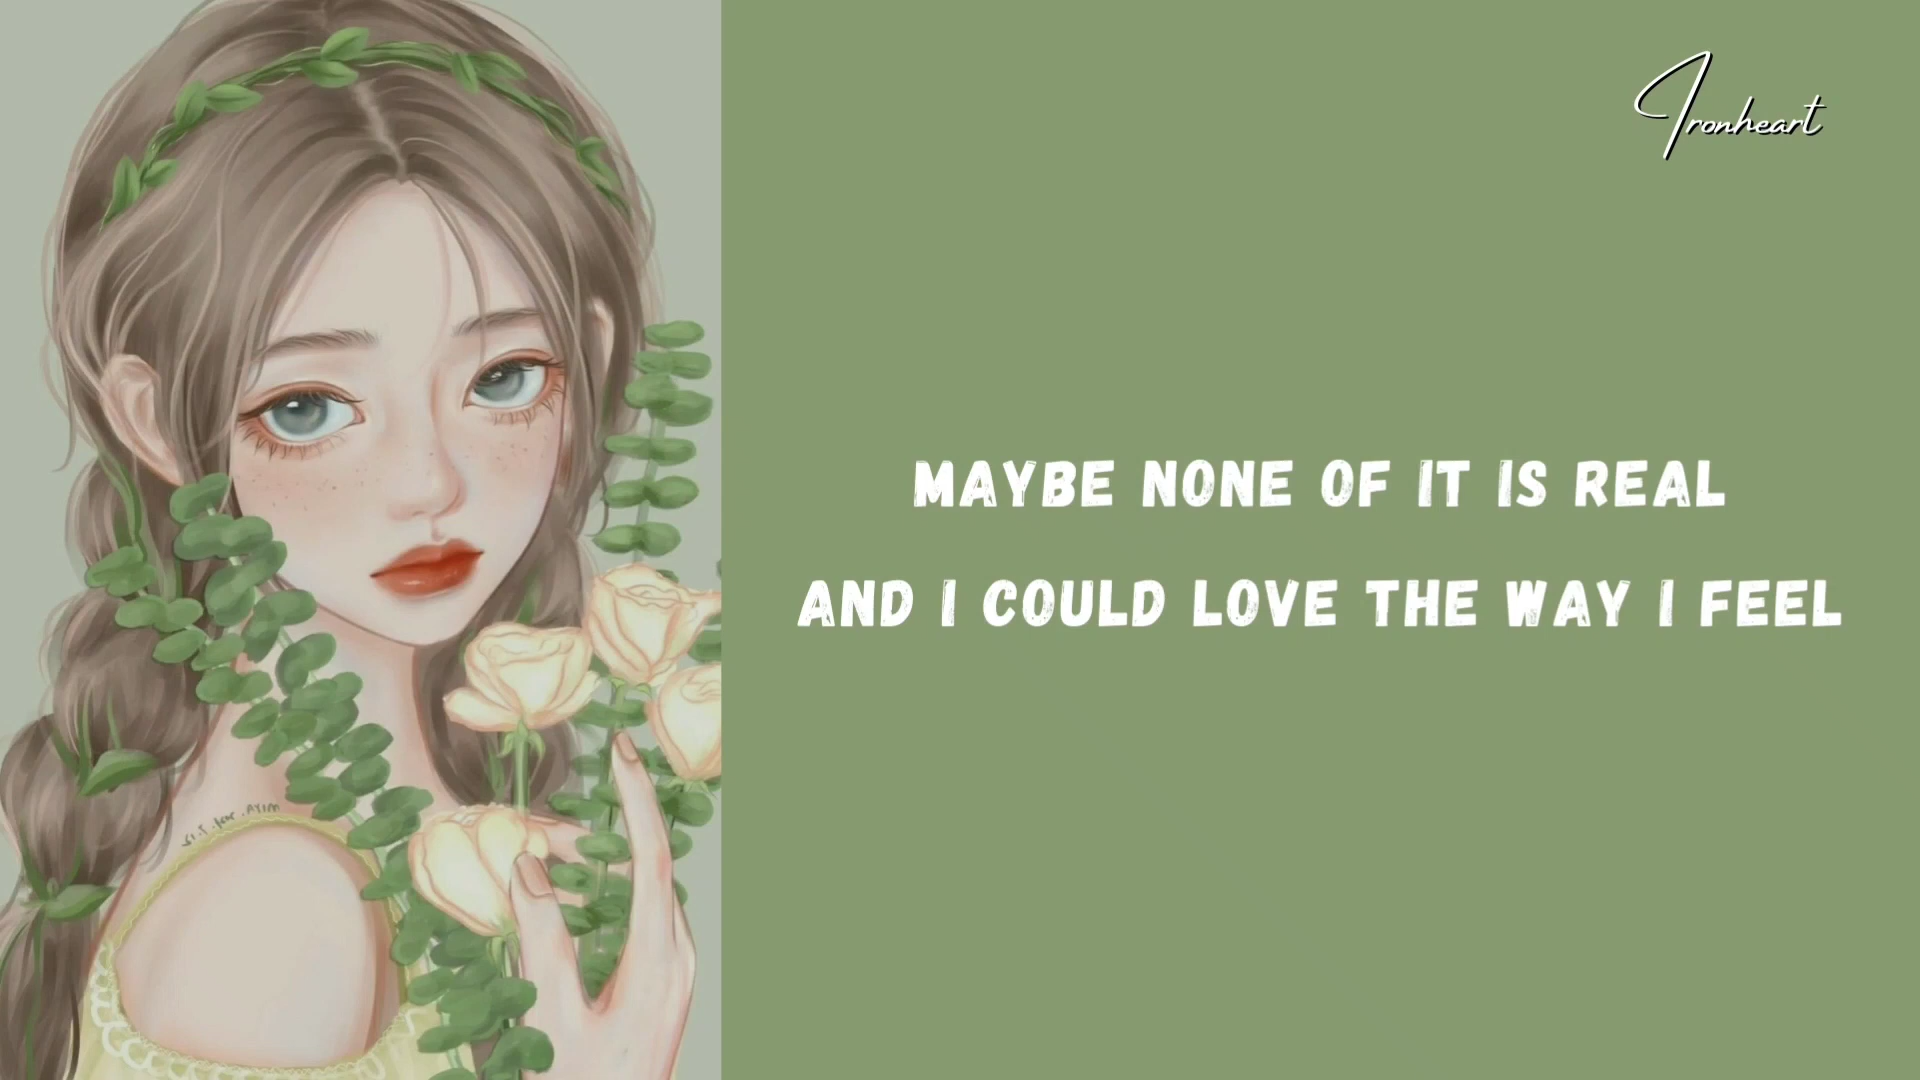 Ironheart
MAYBE NONE OF IT IS REAL
AND I COULD LOVE THE WAY I FEEL